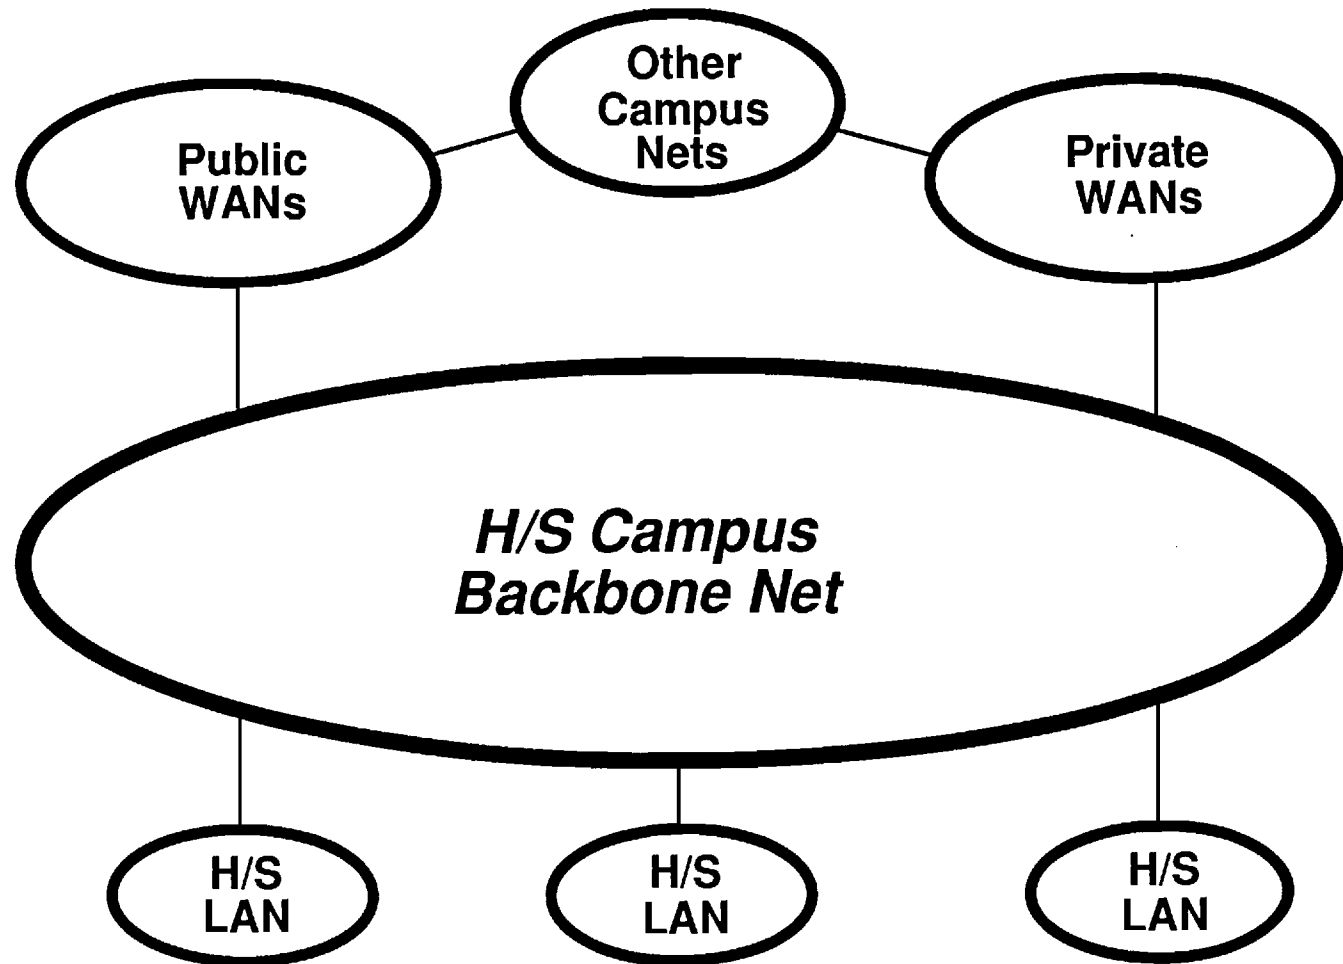 Other
Campus
Nets
Public
WANs
Private
WANs
H/S Campus
Backbone Net
H/S
LAN
H/S
LAN
H/S
LAN